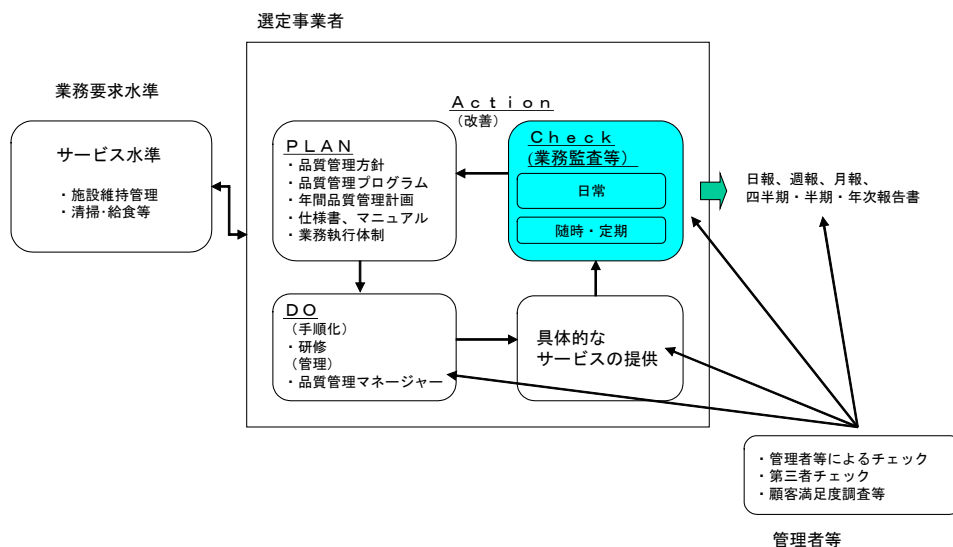 選定事業者
業務要求水準
サービス水準
・施設維持管理
・清掃･給食等
Ａｃｔｉｏｎ
（改善）
ＰＬＡＮ
・品質管理方針
・品質管理プログラム
・年間品質管理計画
・仕様書、マニュアル
・業務執行体制
Ｃｈｅｃｋ
(業務監査等）
日常
随時・定期
日報、週報、月報、
四半期・半期・年次報告書
ＤＯ
（手順化）
・研修
（管理）
・品質管理マネージャー
具体的な
サービスの提供
・管理者等によるチェック
・第三者チェック
・顧客満足度調査等
管理者等